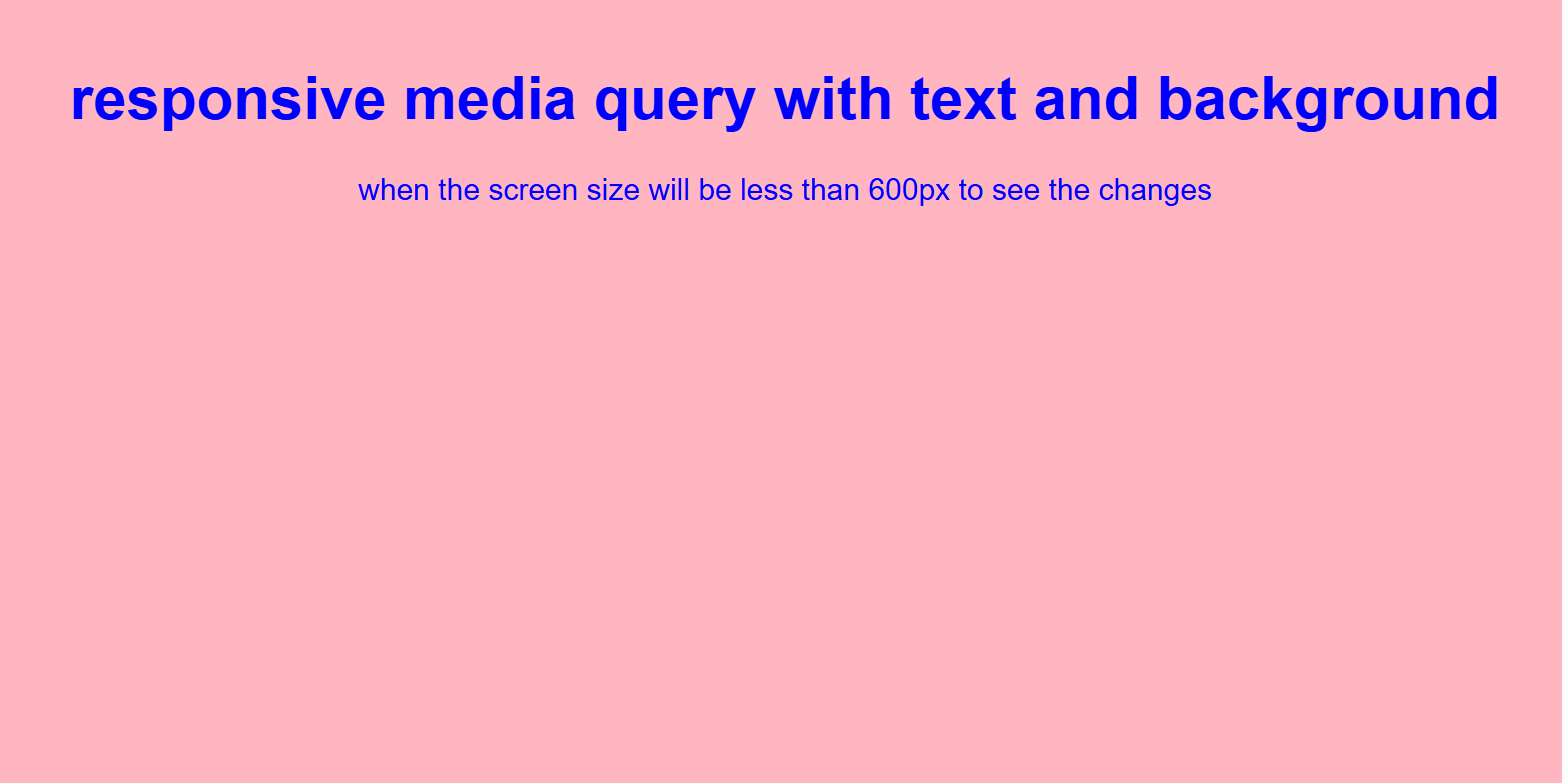 responsive media query with text and background
when the screen size will be less than 600px to see the changes